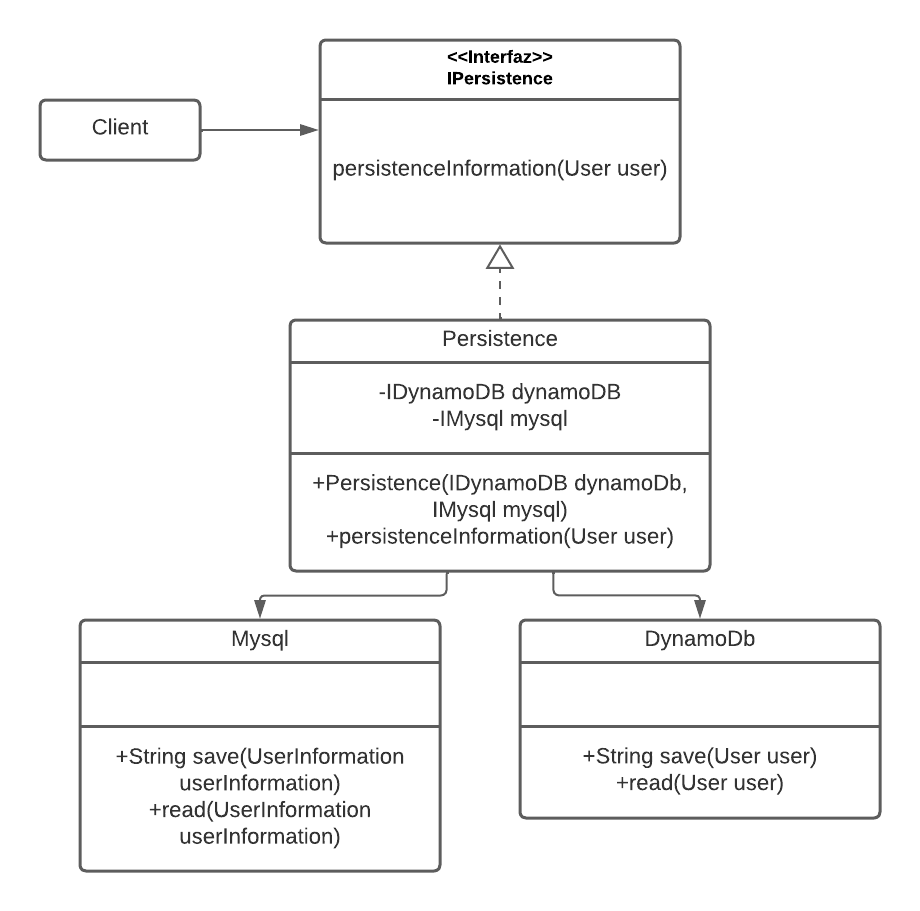 <<Interfaz>>
IPersistence
Client
persistenceInformation(User user)
Persistence
-IDynamoDB dynamoDB
-IMysql mysql
+Persistence(IDynamoDB dynamoDb,
IMysql mysql)
+persistenceInformation(User user)
Mysql
+String save(UserInformation
userInformation)
+read(UserInformation
userInformation)
DynamoDb
+String save(User user)
+read(User user)